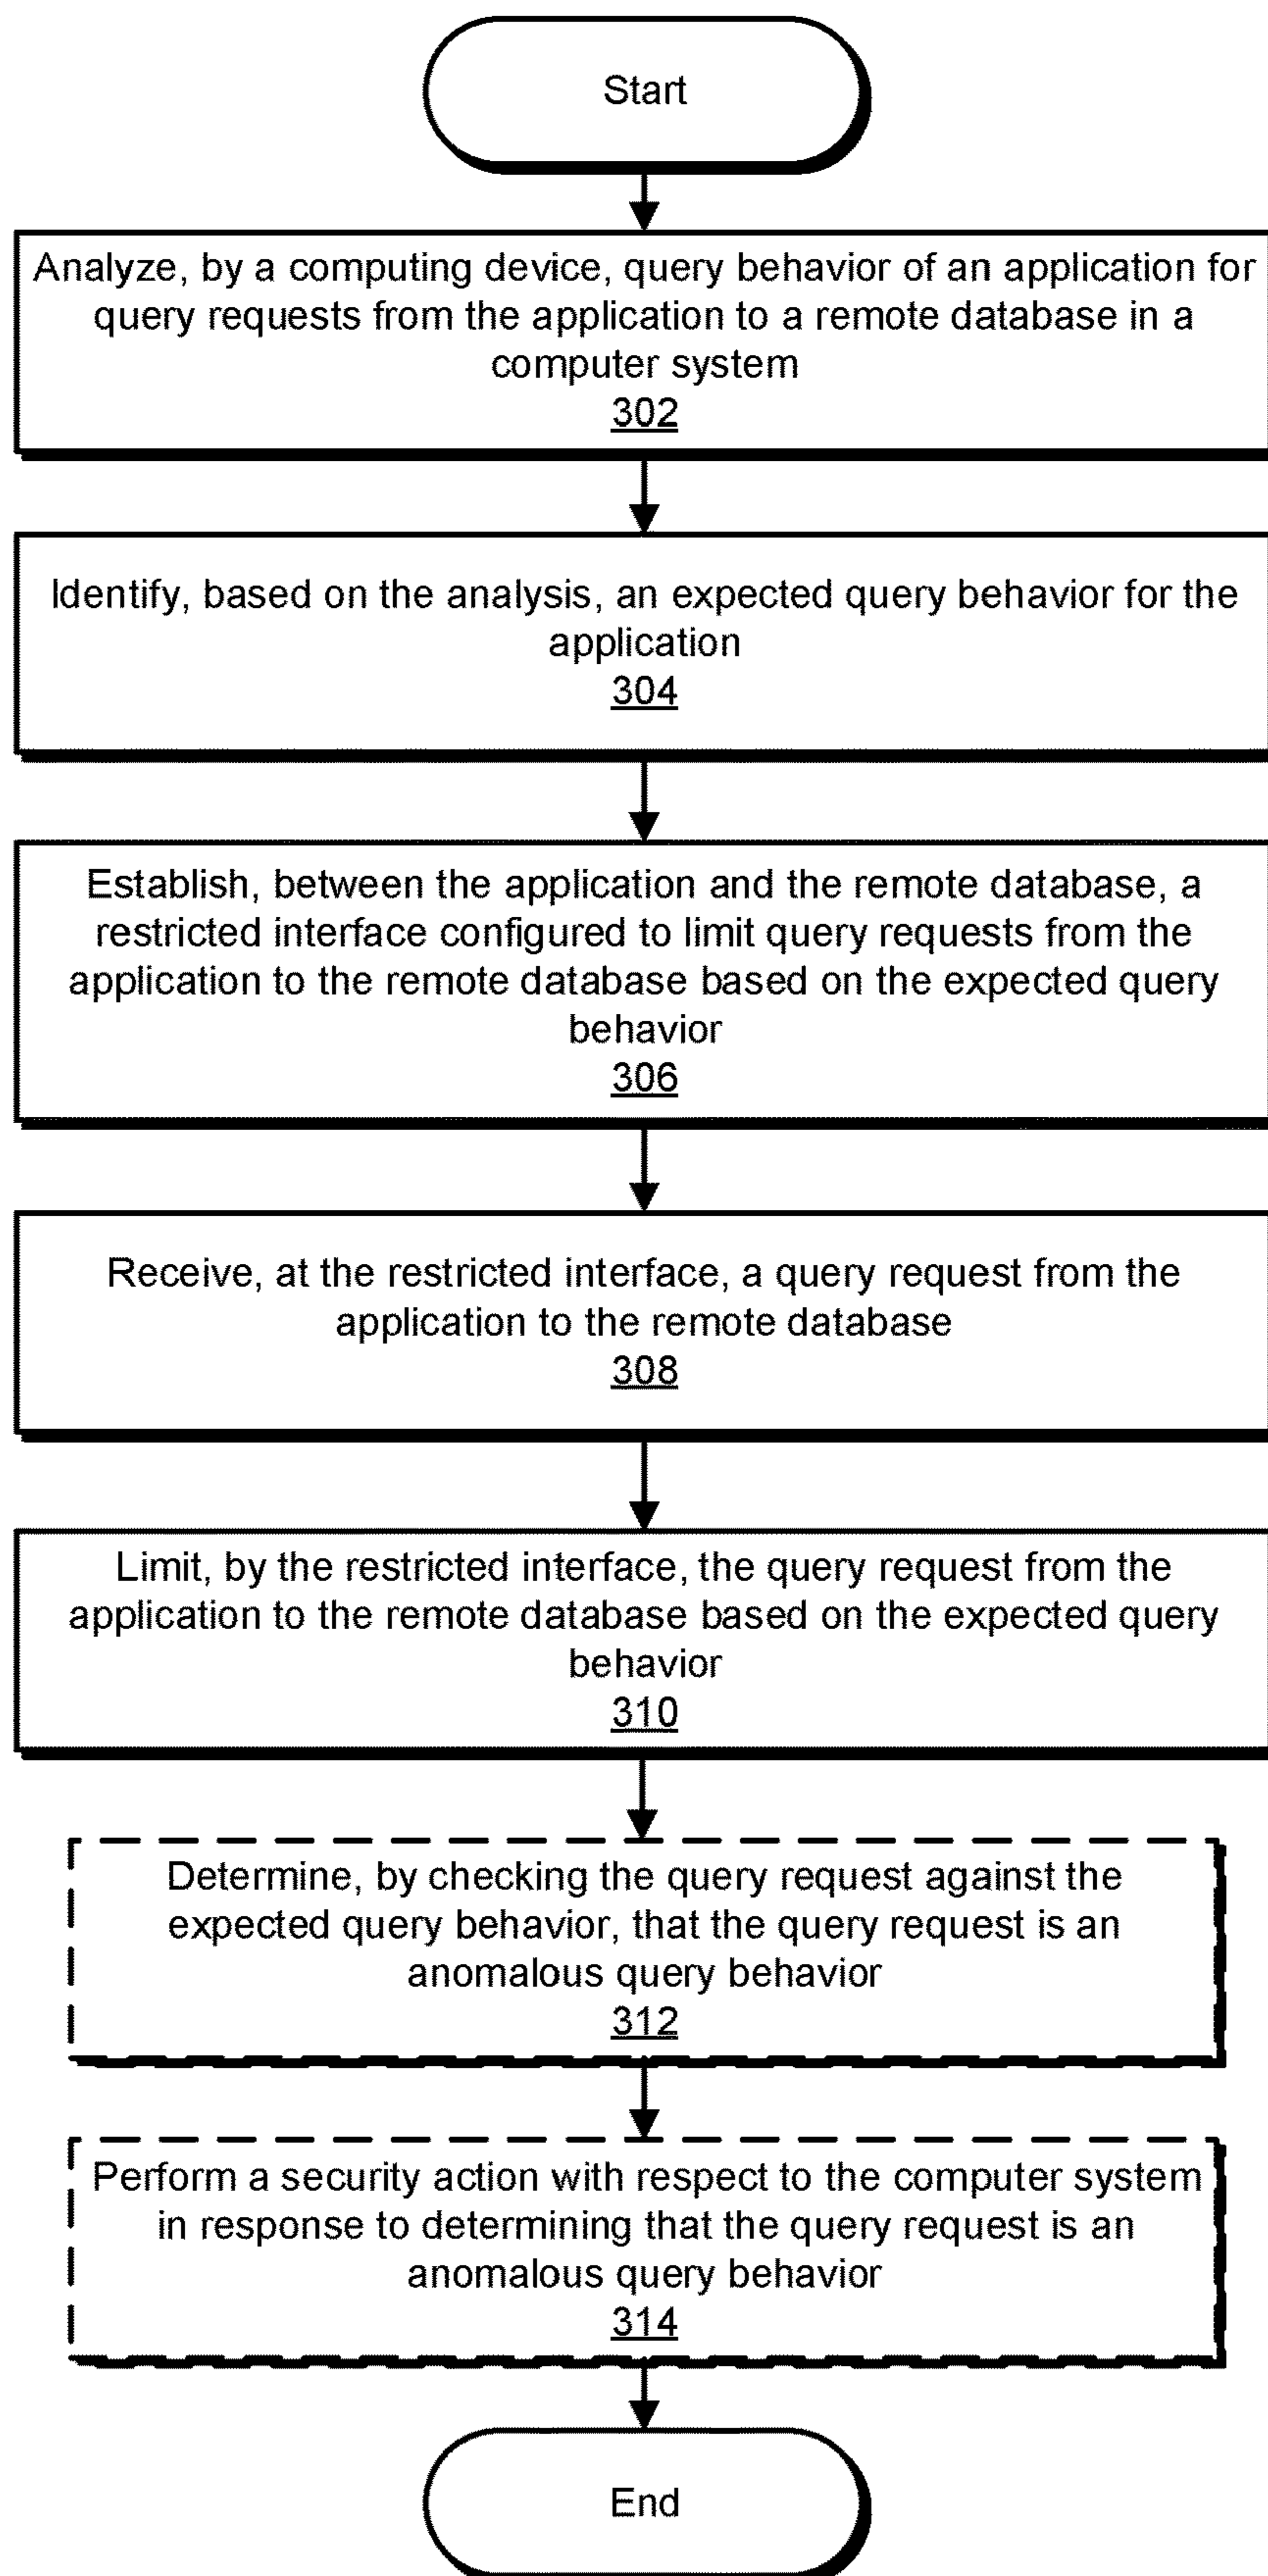 Start
Analyze, by a computing device, query behavior of an application for
query requests from the application to a remote database in a
computer system
302
Identify, based on the analysis, an expected query behavior for the
application
304
Establish, between the application and the remote database, a
restricted interface configured to limit query requests from the
application to the remote database based on the expected query
behavior
306
Receive, at the restricted interface, a query request from the
application to the remote database
308
Limit, by the restricted interface, the query request from the
application to the remote database based on the expected query
behavior
310
Determine, by checking the query request against the
expected query behavior, that the query request is an
anomalous query behavior
312
Perform a security action with respect to the computer system
in response to determining that the query request is an
anomalous query behavior
314
End